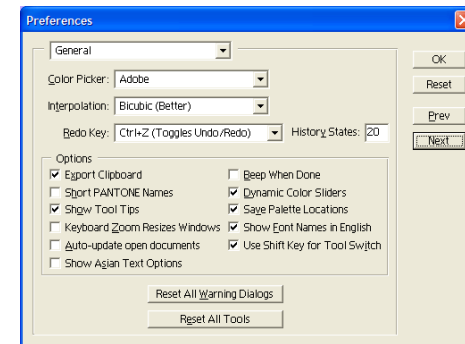 Preferences
General
OK
Color Picker: Adobe
Reset
Interpolation: Bicubic (Better)
Prev
Redo Key: Ctrl+Z (Toggles Undo/Redo) History States: 20
Next
Options
Export Clipboard Beep When Done
Short PANTONE Names Dynamic Color Sliders
Show Tool Tips Save Palette Locations
Keyboard Zoom Resizes Windows Show Font Names in English
Auto-update open documents Use Shift Key for Tool Switch
Show Asian Text Options
Reset All Warning Dialogs
Reset All Tools